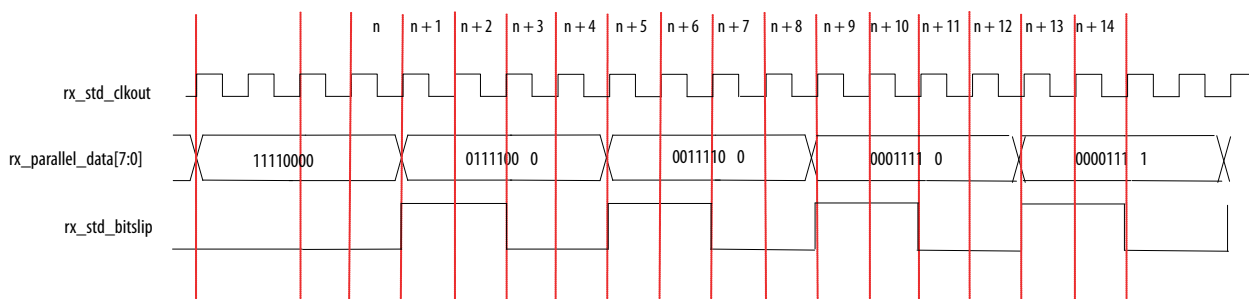 n n + 1 n + 2 n + 3 n + 4 n + 5 n + 6 n + 7 n + 8 n + 9 n + 10 n + 11 n + 12 n + 13 n + 14
rx_std_clkout
rx_parallel_data[7:0] 11110000 0111100 0 0011110 0 0001111 0 0000111 1
rx_std_bitslip